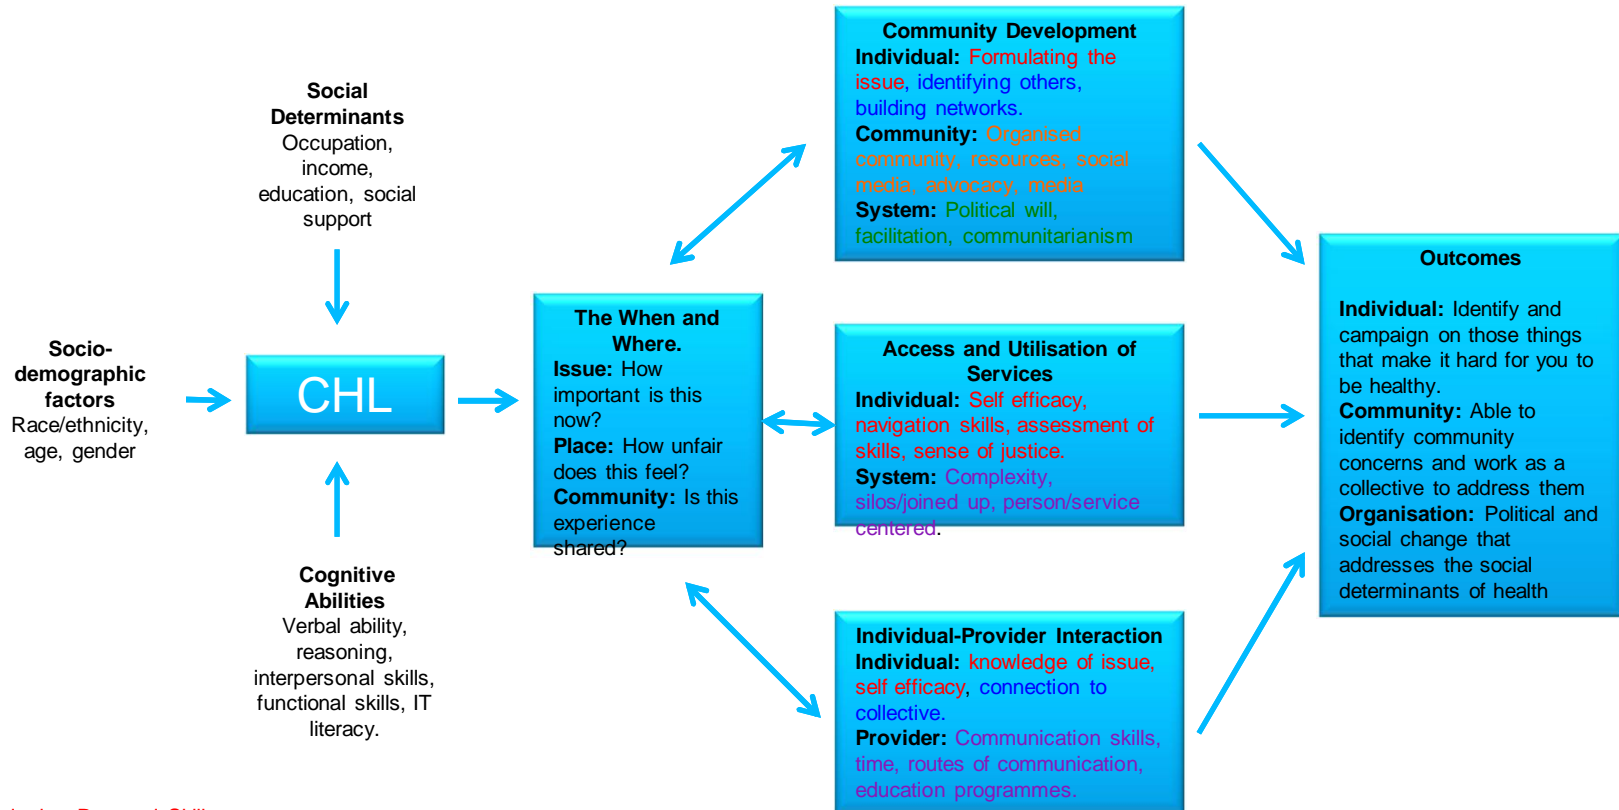 Social
Determinants
Occupation,
income,
education, social
support
Socio-
demographic
factors
Race/ethnicity,
age, gender
CHL
Cognitive
Abilities
Verbal ability,
reasoning,
interpersonal skills,
functional skills, IT
literacy.
The When and
Where.
Issue: How
important is this
now?
Place: How unfair
does this feel?
Community: Is this
experience
shared?
Community Development
Individual: Formulating the
issue, identifying others,
building networks.
Community: Organised
community, resources, social
media, advocacy, media
System: Political will,
facilitation, communitarianism
Access and Utilisation of
Services
Individual: Self efficacy,
navigation skills, assessment of
skills, sense of justice.
System: Complexity,
silos/joined up, person/service
centered.
Individual-Provider Interaction
Individual: knowledge of issue,
self efficacy, connection to
collective.
Provider: Communication skills,
time, routes of communication,
education programmes.
Outcomes
Individual: Identify and
campaign on those things
that make it hard for you to
be healthy.
Community: Able to
identify community
concerns and work as a
collective to address them
Organisation: Political and
social change that
addresses the social
determinants of health